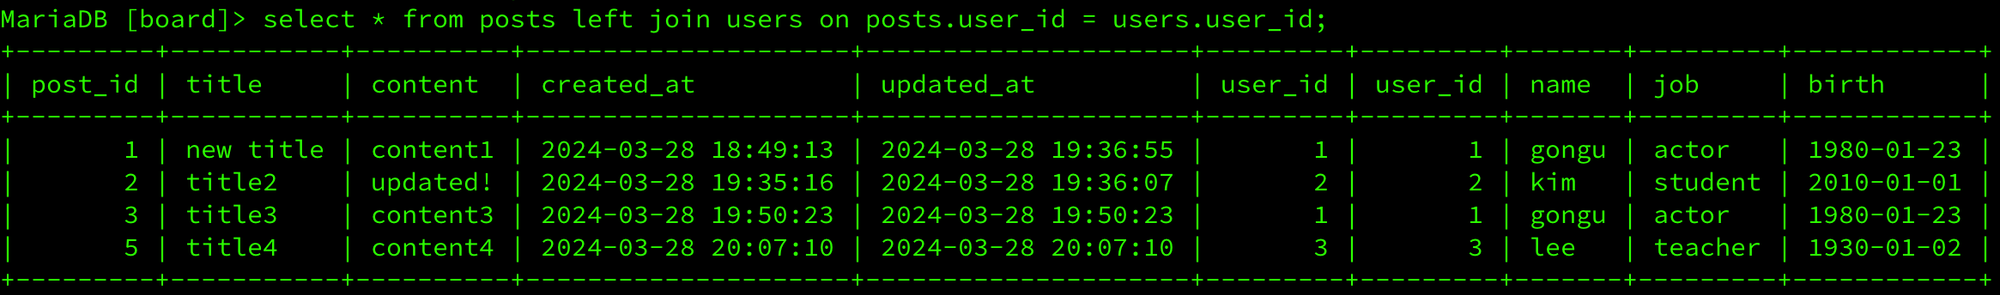 MariaDB [board]> select * from posts left join users on posts.user_id = users.user_id;
+---------+-----------+----------+---------------------+---------------------+---------+---------+-------+---------+------------+
| post_id | title     | content  | created_at          | updated_at          | user_id | user_id | name  | job     | birth      |
+---------+-----------+----------+---------------------+---------------------+---------+---------+-------+---------+------------+
|       1 | new title | content1 | 2024-03-28 18:49:13 | 2024-03-28 19:36:55 |       1 |       1 | gongu | actor   | 1980-01-23 |
|       2 | title2    | updated! | 2024-03-28 19:35:16 | 2024-03-28 19:36:07 |       2 |       2 | kim   | student | 2010-01-01 |
|       3 | title3    | content3 | 2024-03-28 19:50:23 | 2024-03-28 19:50:23 |       1 |       1 | gongu | actor   | 1980-01-23 |
|       5 | title4    | content4 | 2024-03-28 20:07:10 | 2024-03-28 20:07:10 |       3 |       3 | lee   | teacher | 1930-01-02 |
+---------+-----------+----------+---------------------+---------------------+---------+---------+-------+---------+------------+